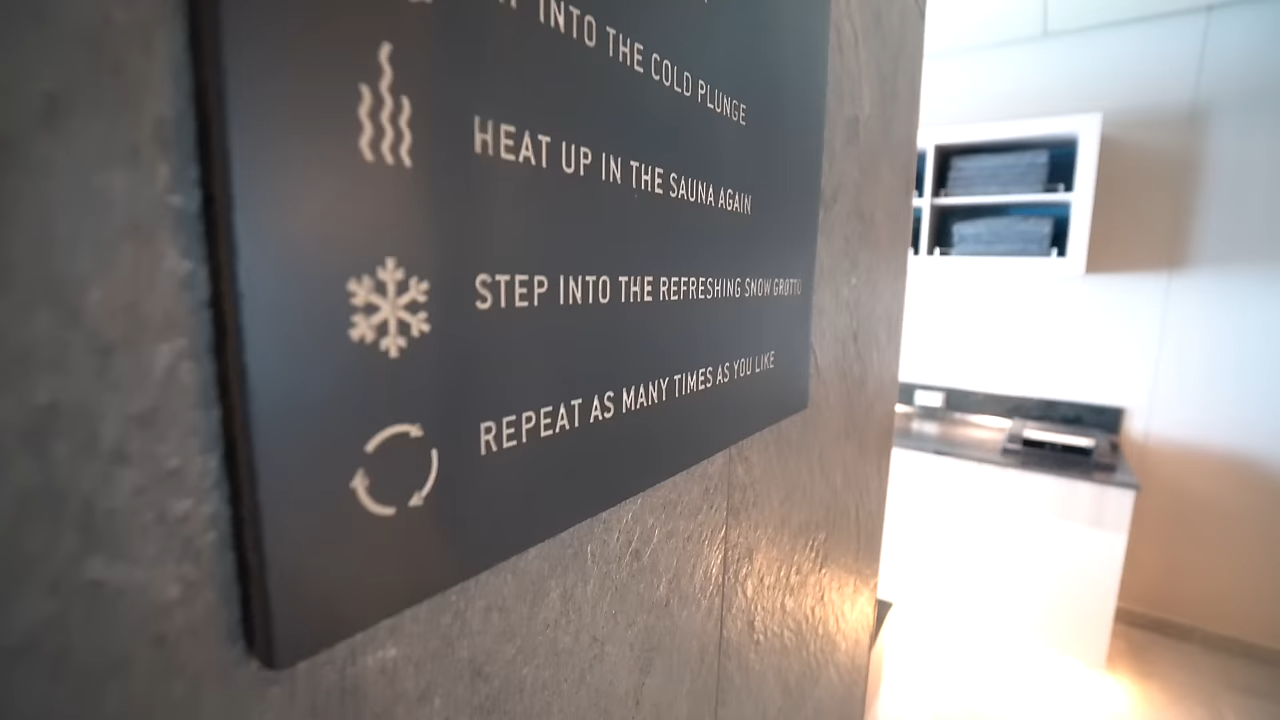 INTO THE COLD PLUNGE
HEAT UP IN THE SAUNA AGAIN
STEP INTO THE REFRESHING SNOW GROTTO
REPEAT AS MANY TIMES AS YOU LIKE